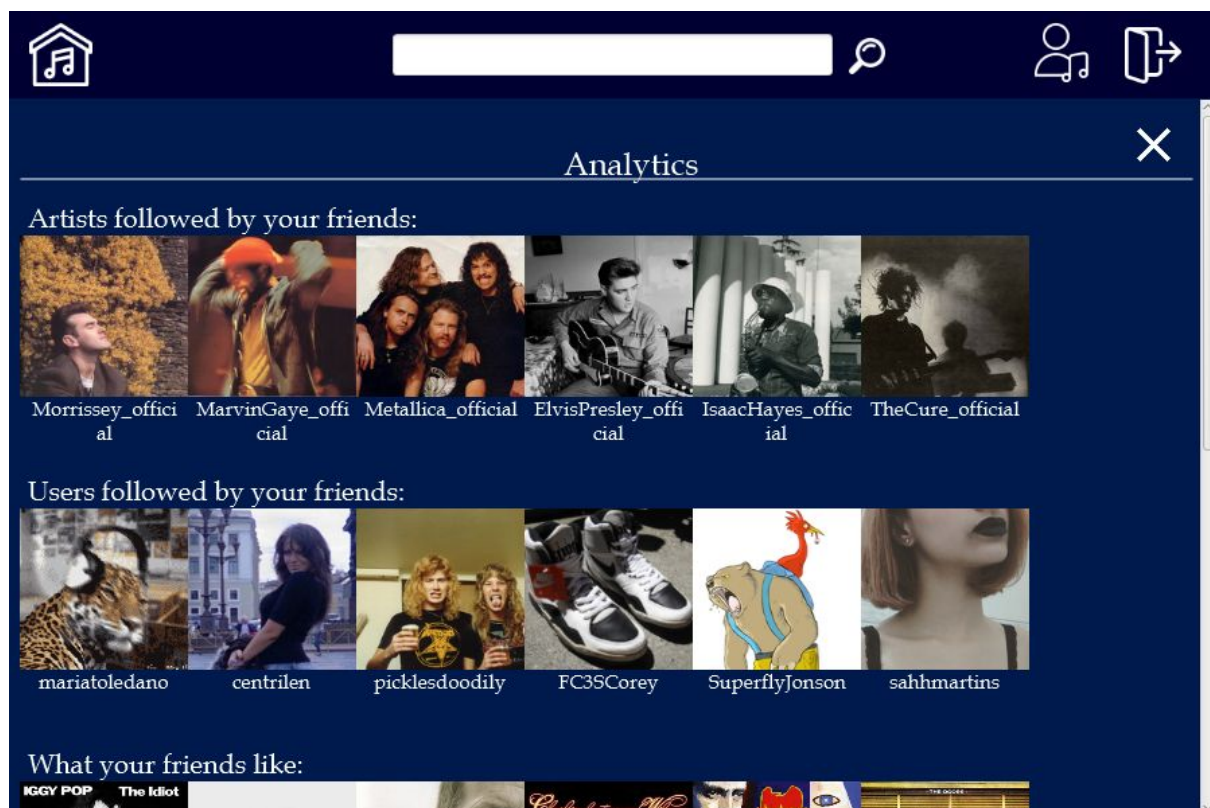 Analytics
Artists followed by your friends:
Morrissey_offici
al
MarvinGaye_offi
cial
Metallica_official
ElvisPresley_offi
cial
IsaacHayes_offic
ial
TheCure_official
Users followed by your friends:
mariatoledano
centrilen
picklesdoodily
FC3SCorey
SuperflyJonson
sahhmartins
What your friends like:
IGGY POP The Idiot